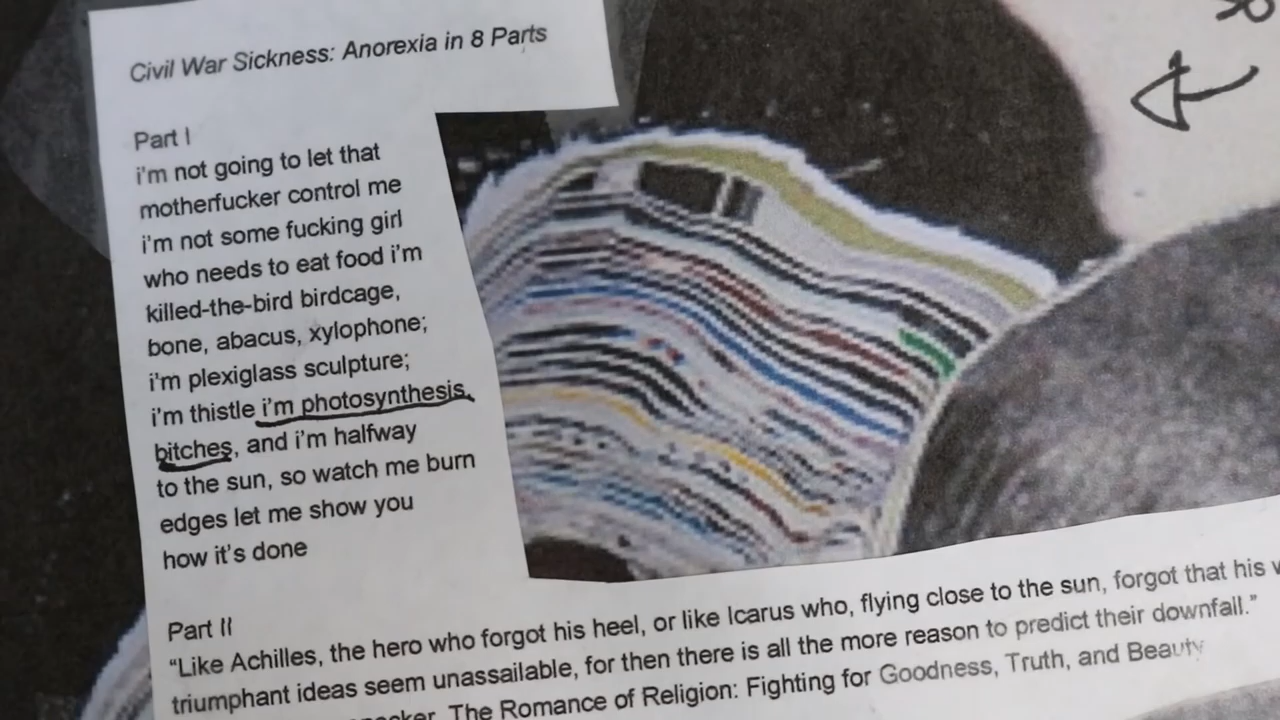 Civil War Sickness: Anorexia in 8 Parts
Part I
i'm not going to let that
motherfucker control me
i'm not some fucking girl
who needs to eat food i'm
killed-the-bird birdcage,
bone, abacus, xylophone;
i'm plexiglass sculpture;
i'm thistle i'm photosynthesis,
bitches, and i'm halfway
to the sun, so watch me burn
edges let me show you
how it's done
Part II
“Like Achilles, the hero who forgot his heel, or like Icarus who, flying close to the sun, forgot that his
triumphant ideas seem unassailable, for then there is all the more reason to predict their downfall.”
The Romance of Religion: Fighting for Goodness, Truth, and Beauty